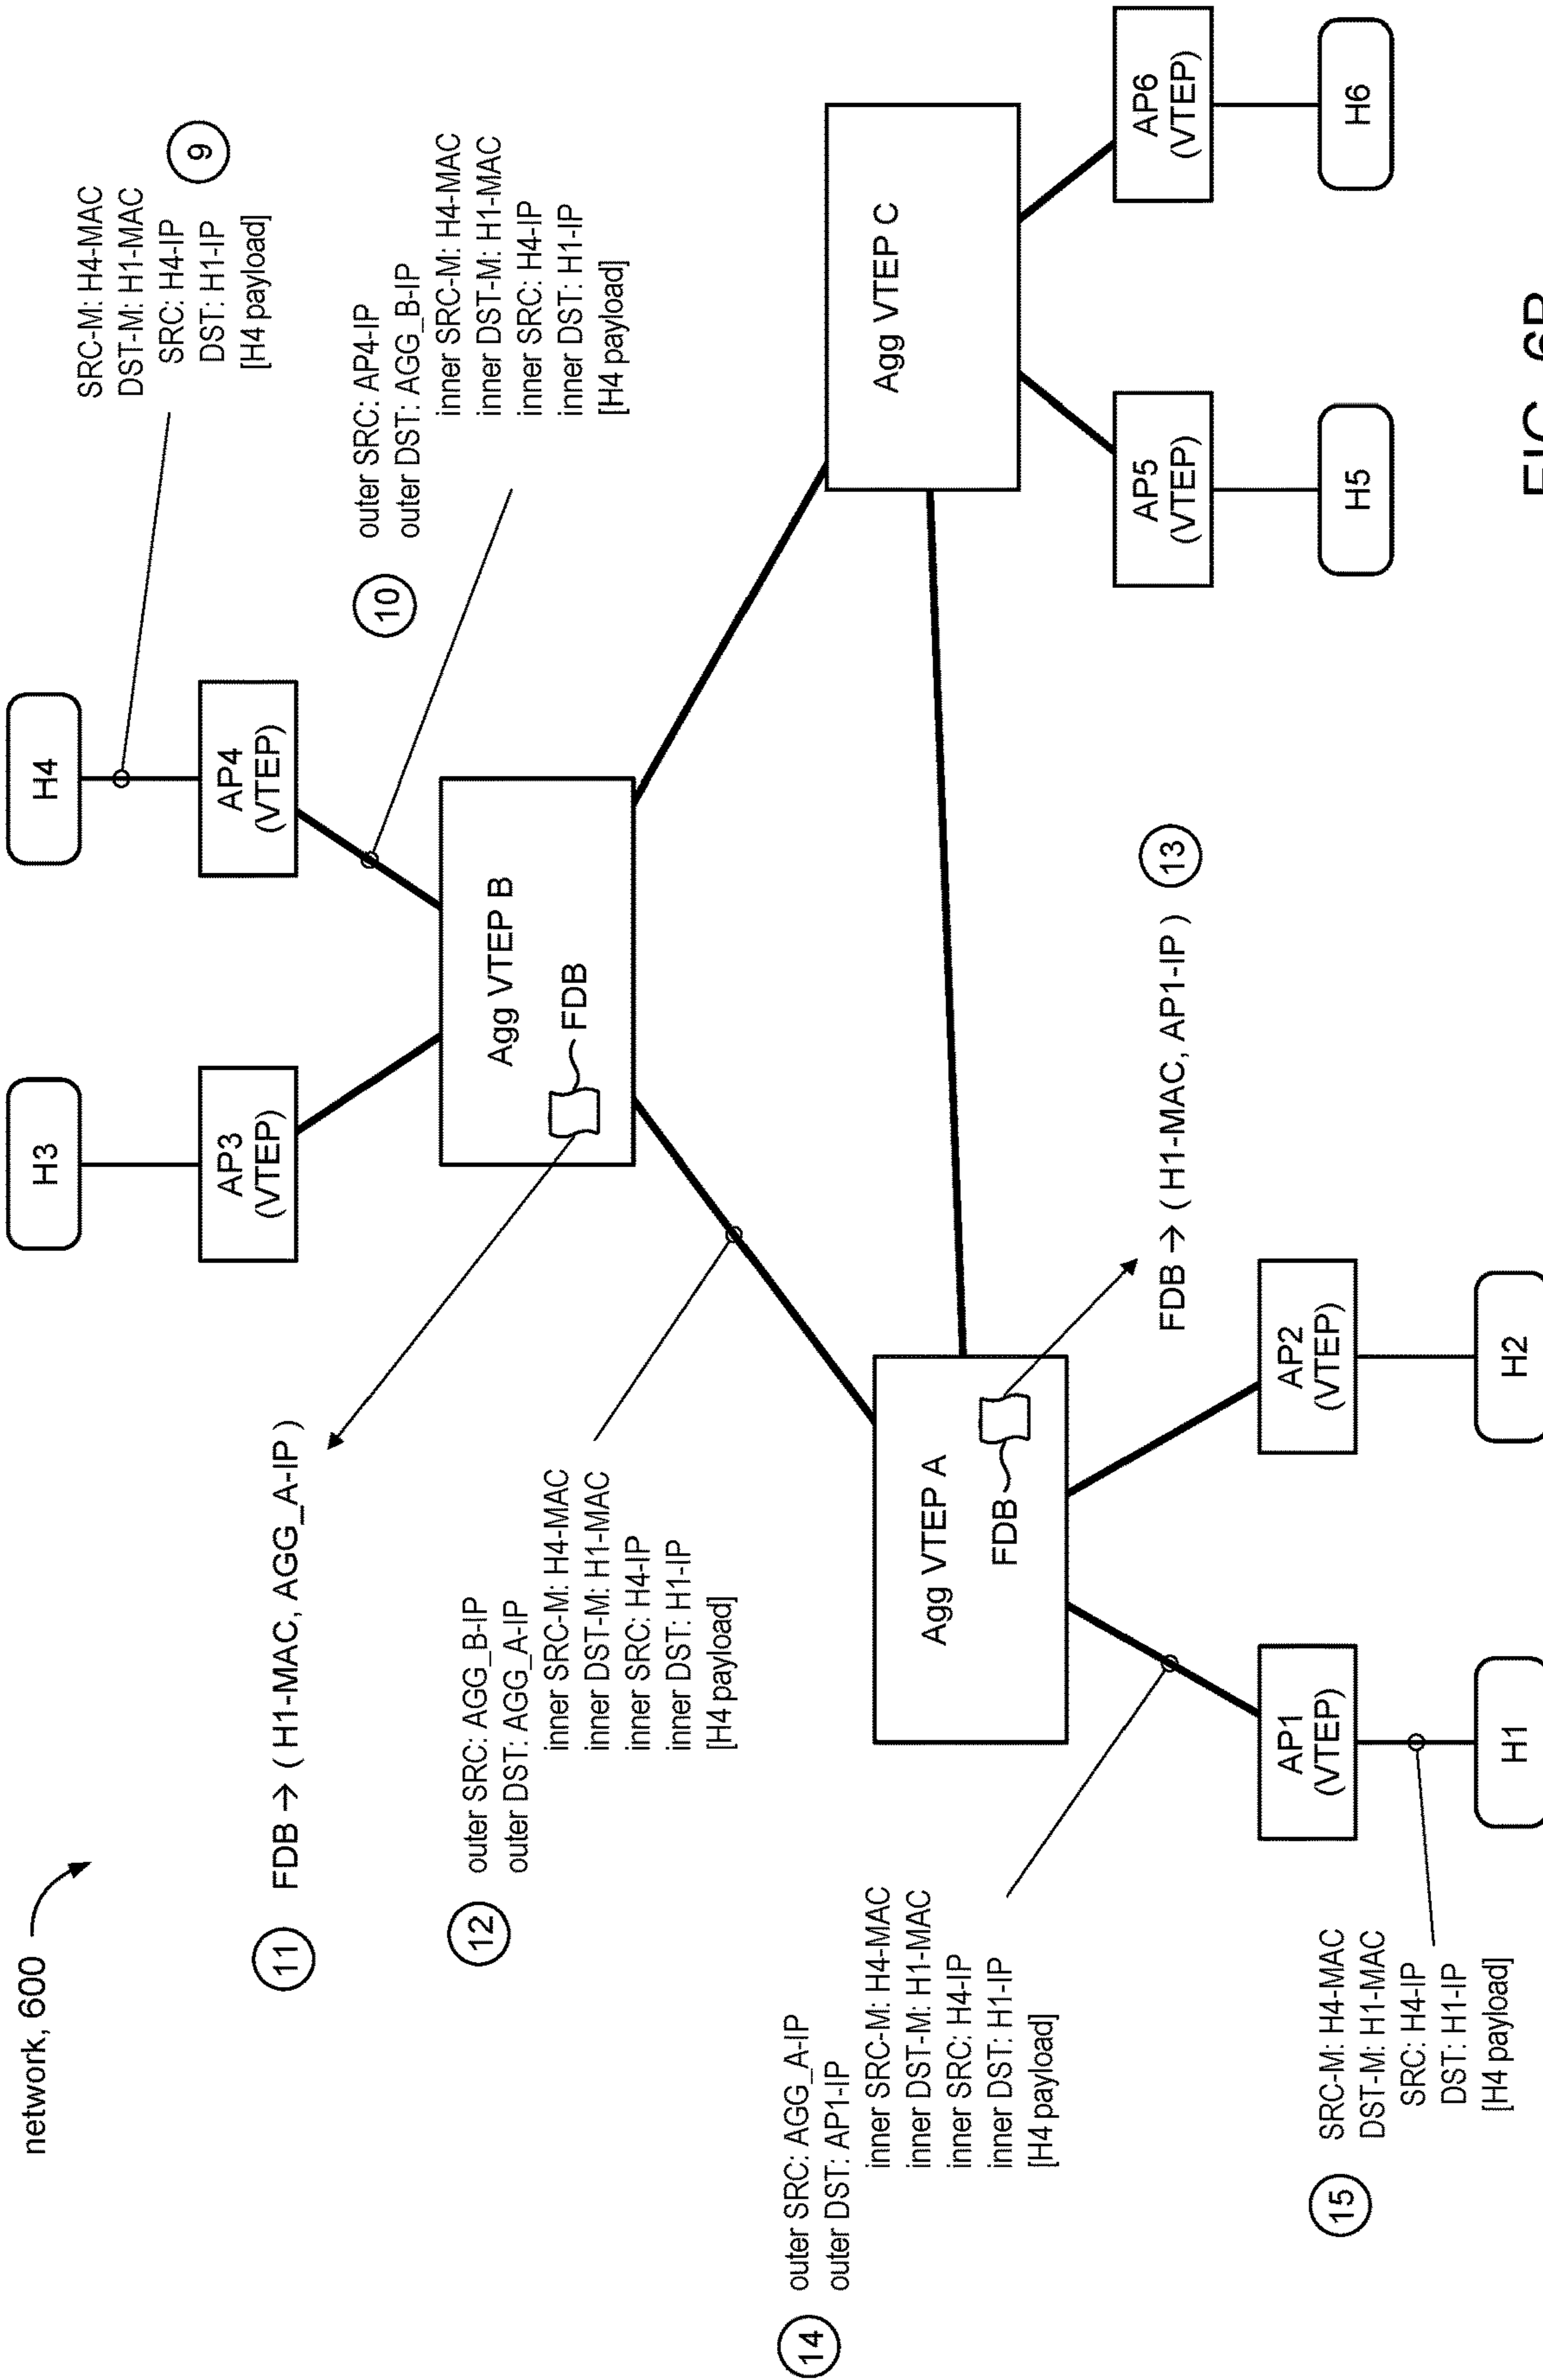 network, 600
H3
H4
SRC-M: H4-MAC
DST-M: H1-MAC
SRC: H4-IP
DST: H1-IP
[H4 payload]
9
AP3
(VTEP)
AP4
(VTEP)
11
FDB → ( H1-MAC, AGG_A-IP )
10
outer SRC: AP4-IP
outer DST: AGG_B-IP
inner SRC-M: H4-MAC
inner DST-M: H1-MAC
inner SRC: H4-IP
inner DST: H1-IP
[H4 payload]
12
outer SRC: AGG_B-IP
outer DST: AGG_A-IP
inner SRC-M: H4-MAC
inner DST-M: H1-MAC
inner SRC: H4-IP
inner DST: H1-IP
[H4 payload]
Agg VTEP B
FDB
14
outer SRC: AGG_A-IP
outer DST: AP1-IP
inner SRC-M: H4-MAC
inner DST-M: H1-MAC
inner SRC: H4-IP
inner DST: H1-IP
[H4 payload]
Agg VTEP A
FDB
Agg VTEP C
FDB → ( H1-MAC, AP1-IP )
13
AP1
(VTEP)
AP2
(VTEP)
AP5
(VTEP)
AP6
(VTEP)
15
SRC-M: H4-MAC
DST-M: H1-MAC
SRC: H4-IP
DST: H1-IP
[H4 payload]
H1
H2
H5
H6
FIG. 6B